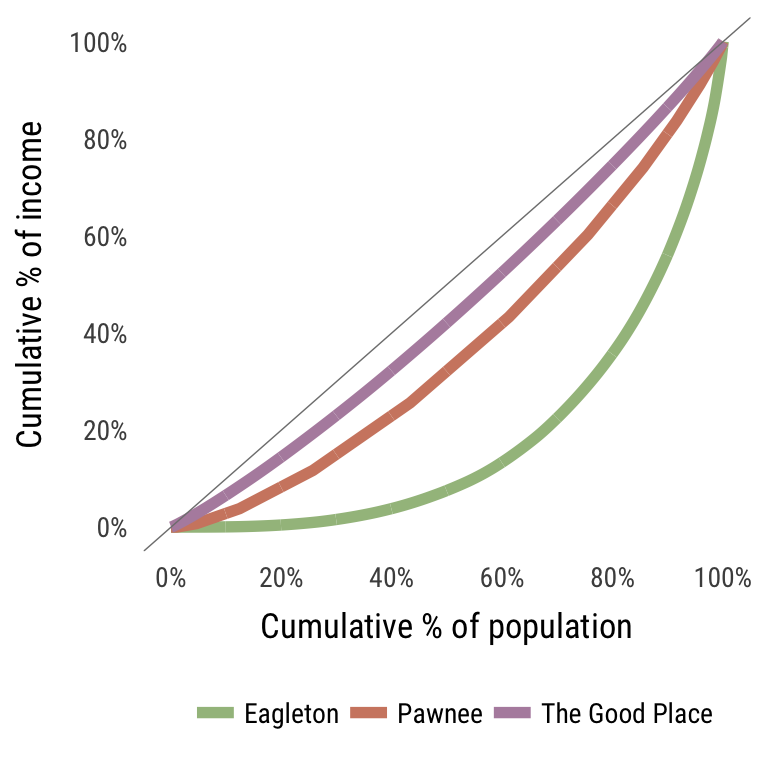 100%
80%
60%
40%
20%
0%
Cumulative % of income
0% 20% 40% 60% 80% 100%
Cumulative % of population
Eagleton Pawnee The Good Place